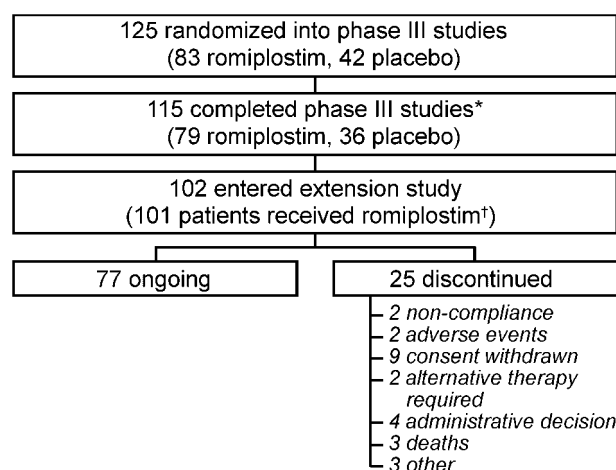 125 randomized into phase III studies
(83 romiplostim, 42 placebo)
115 completed phase III studies*
(79 romiplostim, 36 placebo)
102 entered extension study
(101 patients received romiplostim†)
77 ongoing
25 discontinued
2 non-compliance
2 adverse events
9 consent withdrawn
2 alternative therapy
required
4 administrative decision
3 deaths
3 other